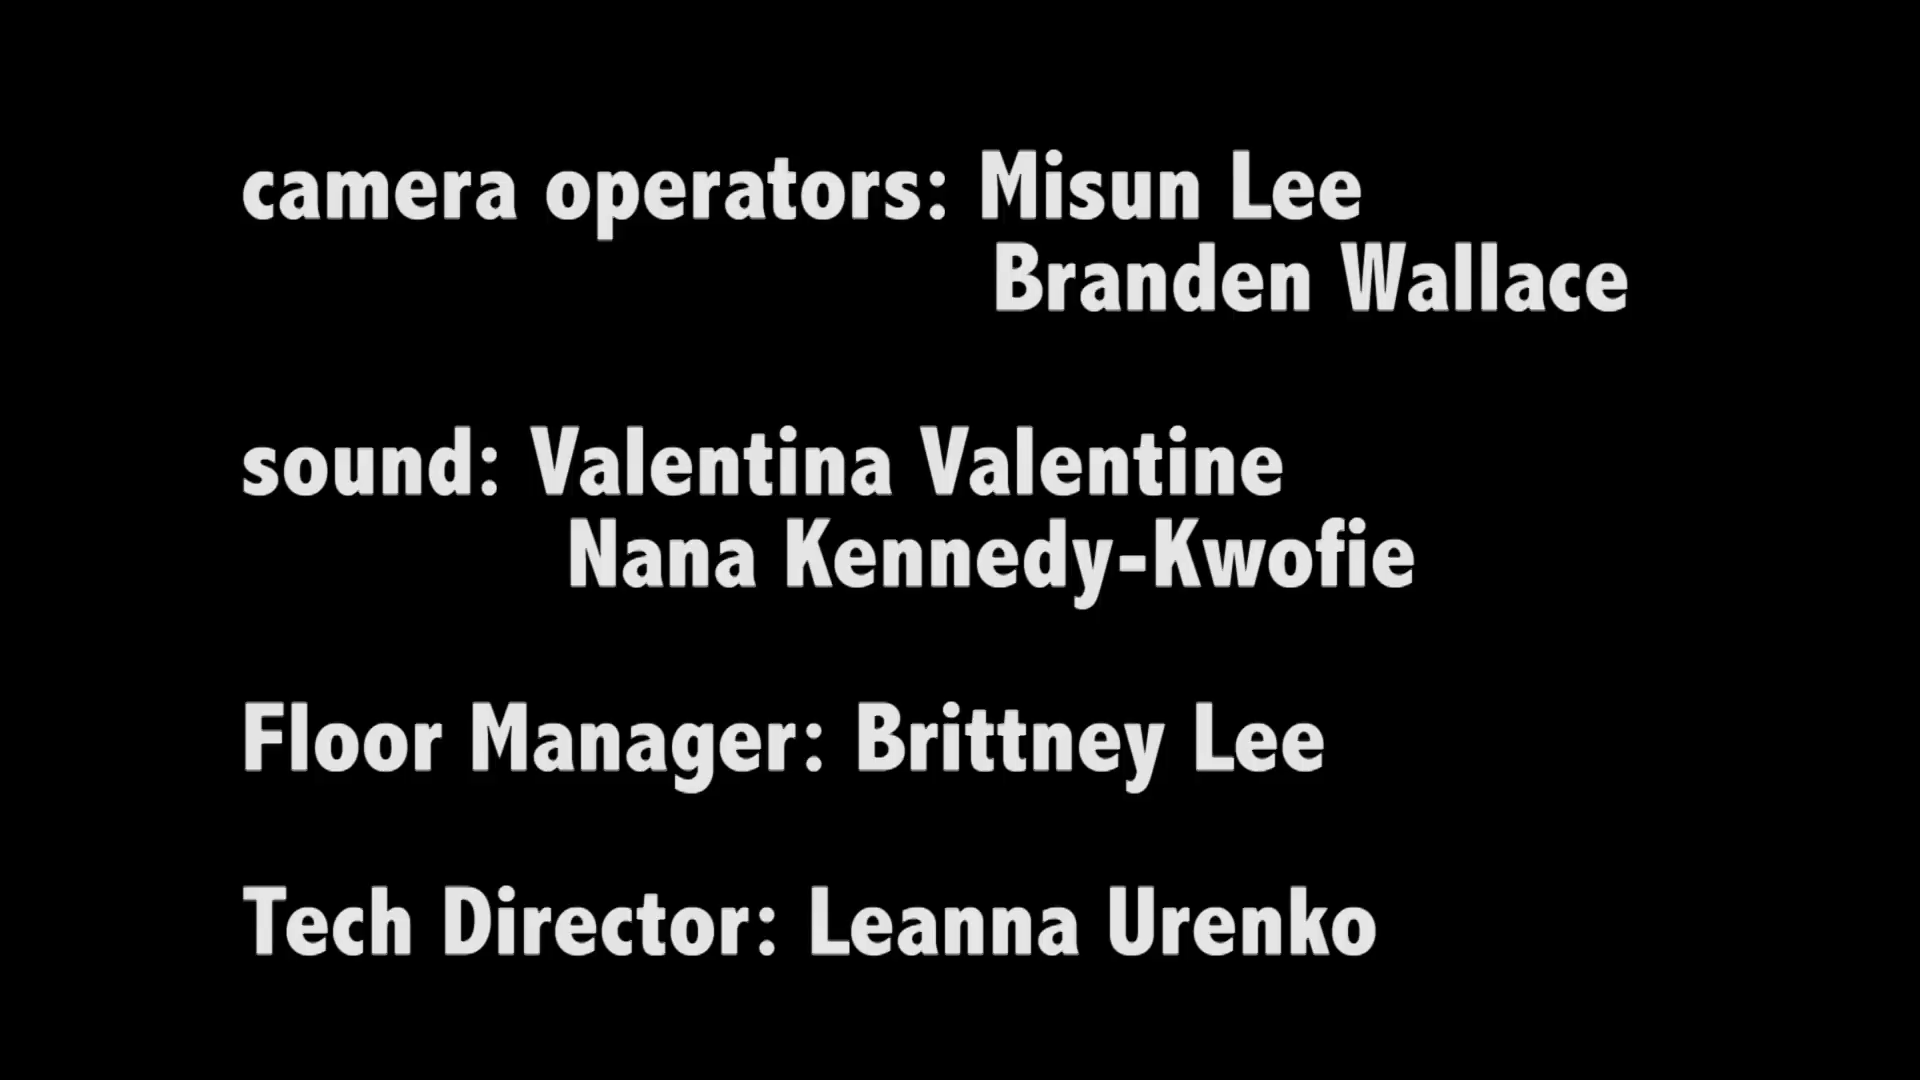 camera operators: Misun Lee
Branden Wallace
sound: Valentina Valentine
Nana Kennedy-Kwofie
Floor Manager: Brittney Lee
Tech Director: Leanna Urenko